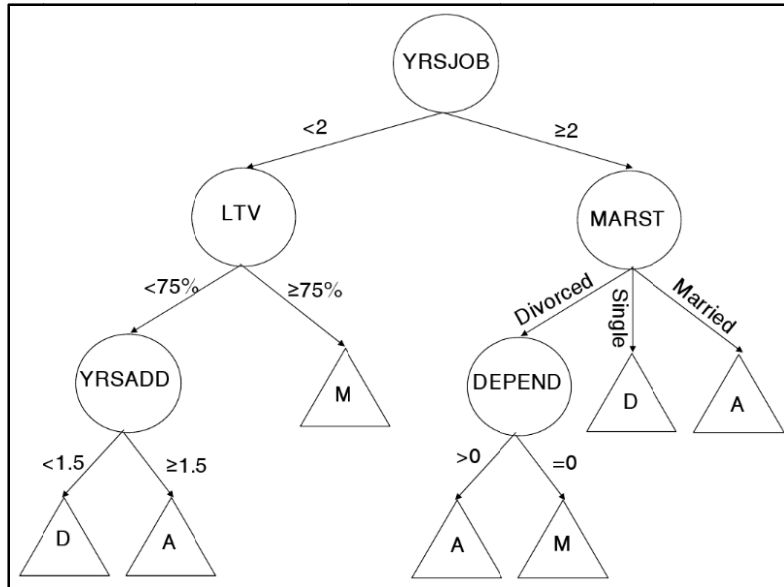 YRSJOB
<2
≥2
LTV
MARST
<75%
≥75%
Divorced
Single
Married
YRSADD
M
DEPEND
D
A
<1.5
≥1.5
>0
=0
D
A
A
M